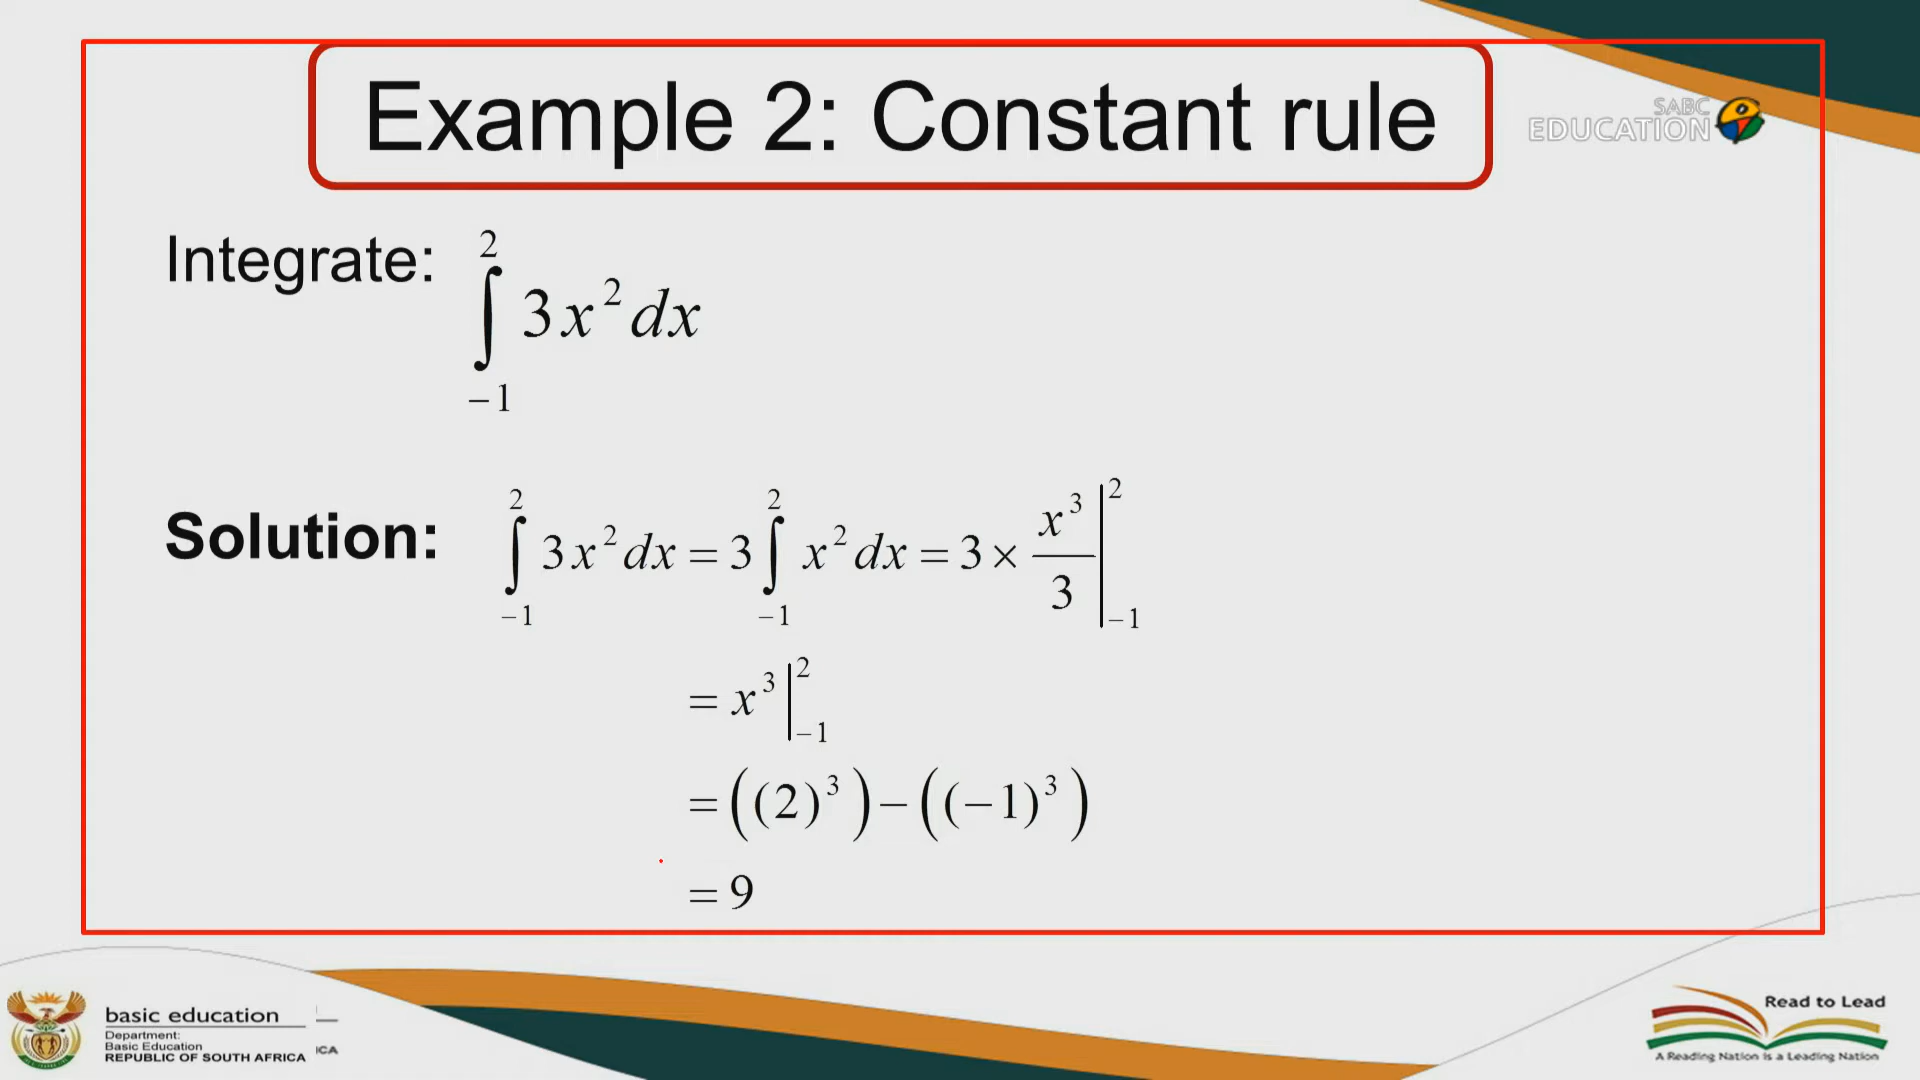 Example 2: Constant rule
SABC
EDUCATION
Integrate: ∫_{-1}^{2} 3x² dx
Solution: ∫_{-1}^{2} 3x² dx = 3 ∫_{-1}^{2} x² dx = 3 × x³/3 |_{-1}^{2}
= x³ |_{-1}^{2}
= ((2)³) − ((−1)³)
= 9
basic education
Department:
Basic Education
REPUBLIC OF SOUTH AFRICA
ICA
Read to Lead
A Reading Nation is a Leading Nation